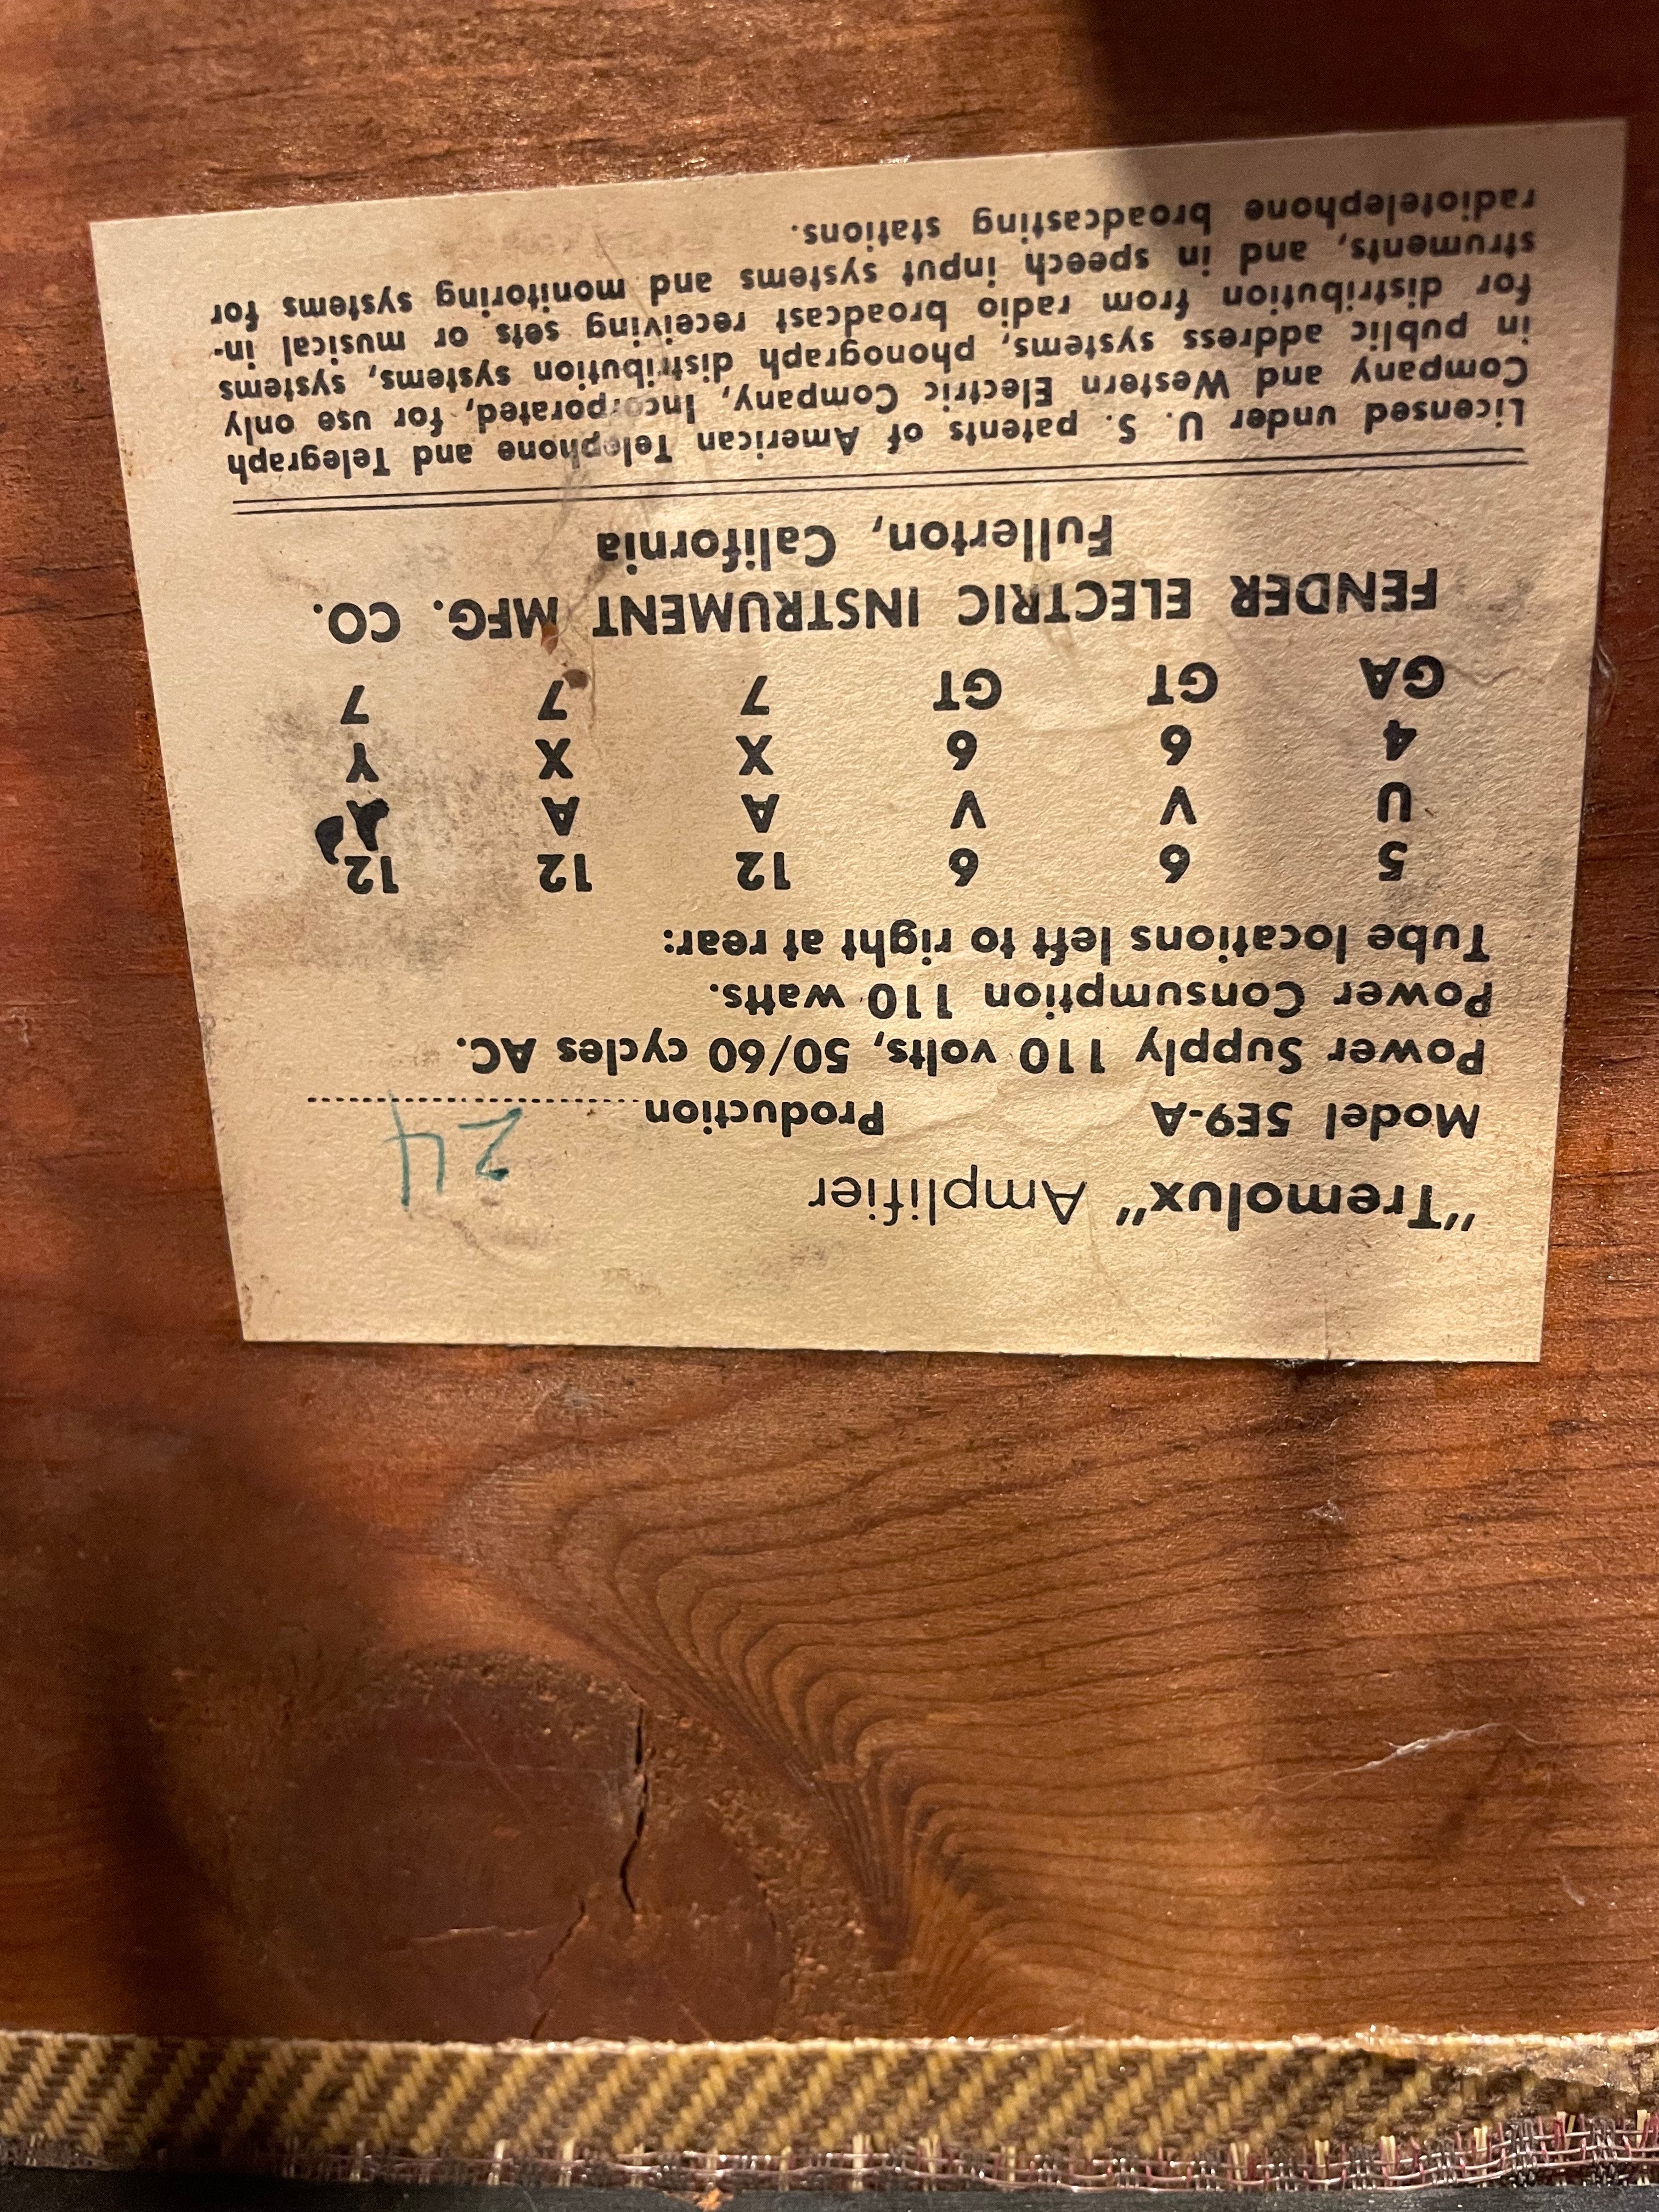 "Tremolux" Amplifier
Model 5E9-A Production 24
Power Supply 110 volts, 50/60 cycles AC.
Power Consumption 110 watts.
Tube locations left to right at rear:
5 6 6 12 12 12
U V V A A
4 6 6 X X Y
GA GT GT 7 7 7
FENDER ELECTRIC INSTRUMENT MFG. CO.
Fullerton, California
Licensed under U. S. patents of American Telephone and Telegraph
Company and Western Electric Company, Incorporated, for use only
in public address systems, phonograph distribution systems, systems
for distribution from radio broadcast receiving sets or musical in-
struments, and in speech input systems and monitoring systems for
radiotelephone broadcasting stations.